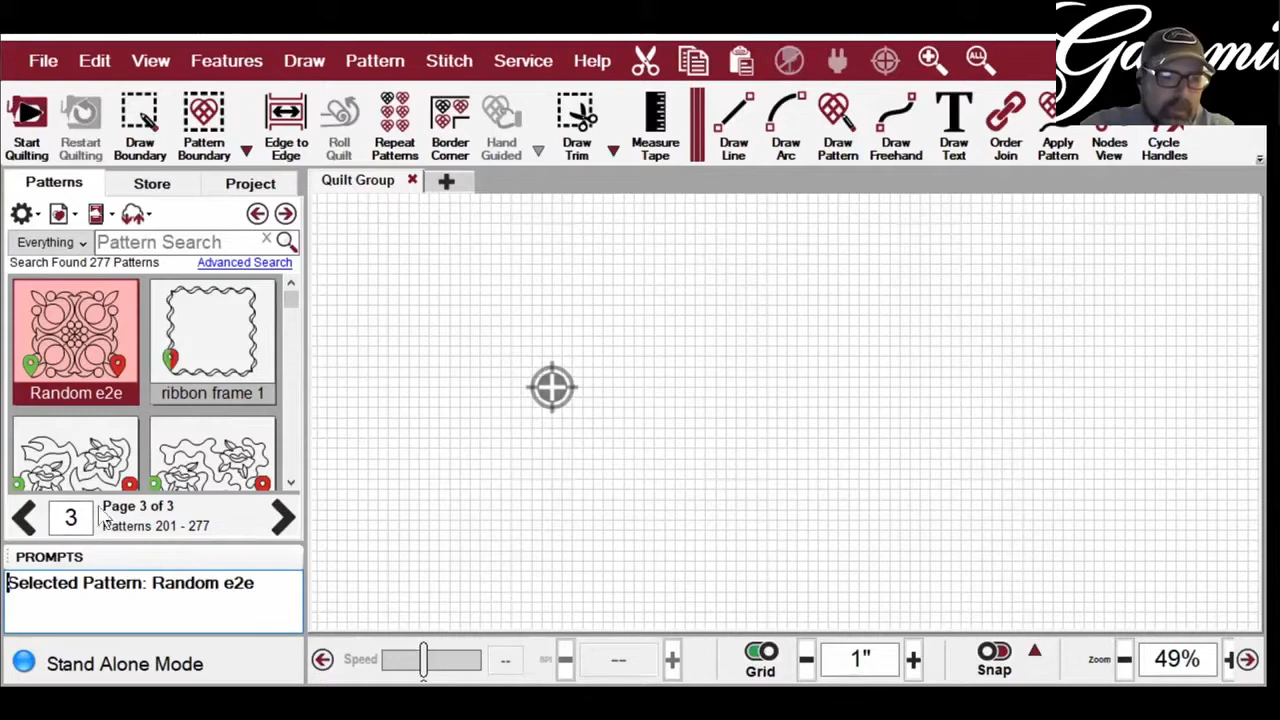 File Edit View Features Draw Pattern Stitch Service Help
ALL
Start Quilting
Restart Quilting
Draw Boundary
Pattern Boundary
Edge to Edge
Roll Quilt
Repeat Patterns
Border Corner
Hand Guided
Draw Trim
Measure Tape
Draw Line
Draw Arc
Draw Pattern
Draw Freehand
T
Draw Text
Order Join
Apply Pattern
Nodes View
Cycle Handles
Patterns Store Project
Quilt Group
Everything Pattern Search X
Search Found 277 Patterns Advanced Search
Random e2e ribbon frame 1
3
Page 3 of 3
Patterns 201 - 277
PROMPTS
Selected Pattern: Random e2e
Stand Alone Mode
Speed -- BPI -- Grid 1" Snap Zoom 49%